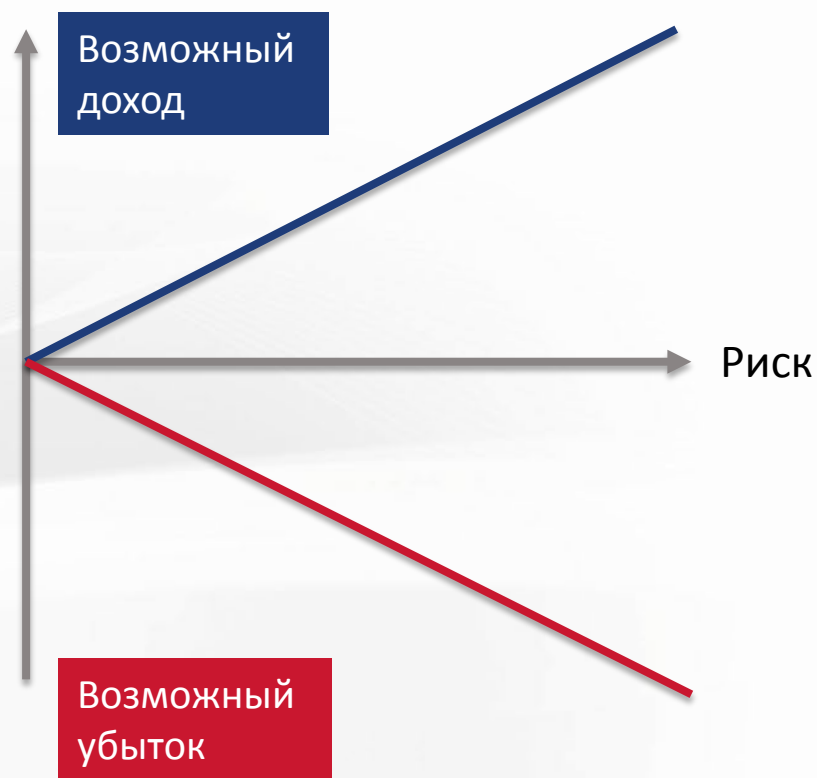 Возможный
доход
Риск
Возможный
убыток